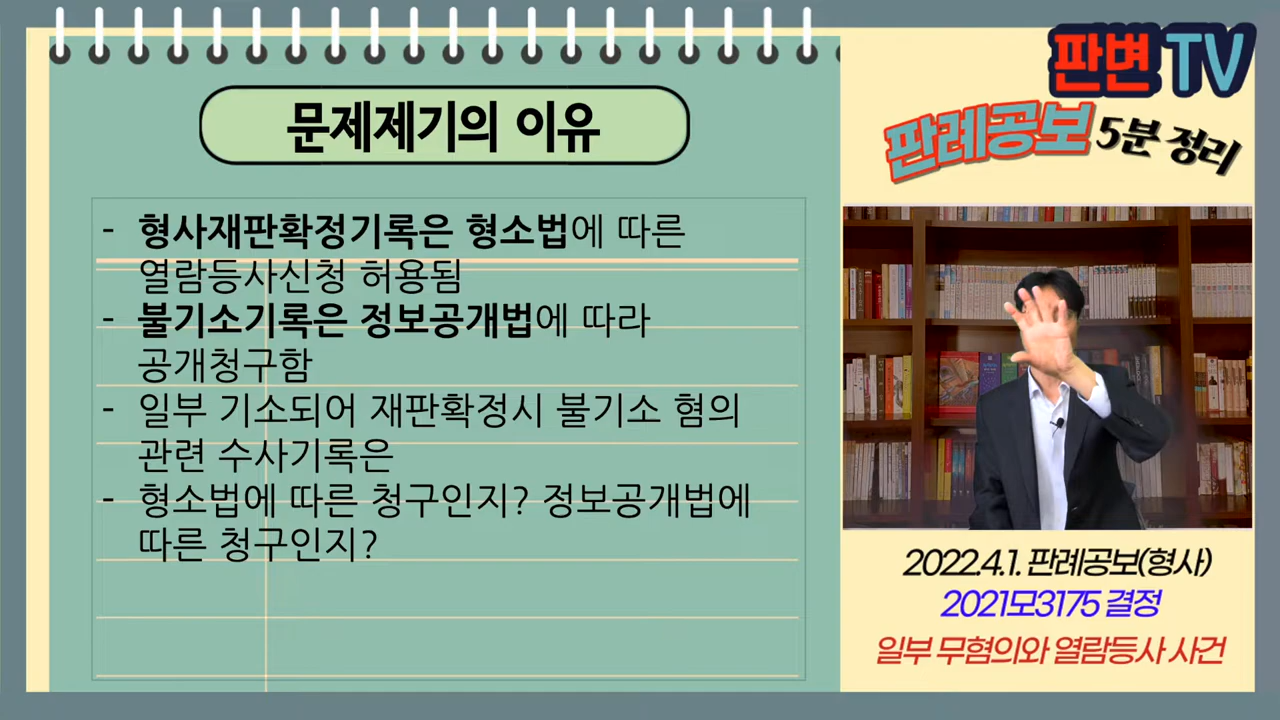 문제제기의 이유
- 형사재판확정기록은 형소법에 따른
열람등사신청 허용됨
- 불기소기록은 정보공개법에 따라
공개청구함
- 일부 기소되어 재판확정시 불기소 혐의
관련 수사기록은
- 형소법에 따른 청구인지? 정보공개법에
따른 청구인지?
판변 TV
판례공보 5분 정리
2022.4.1. 판례공보(형사)
2021모3175 결정
일부 무혐의와 열람등사 사건